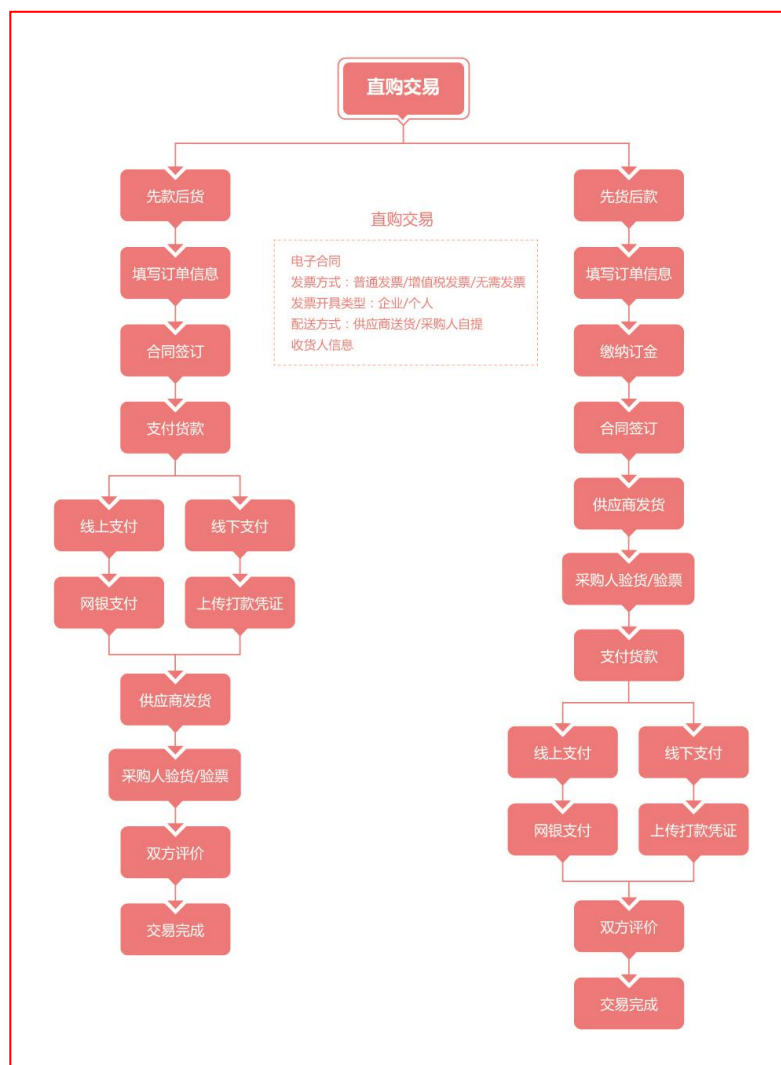 直购交易
先款后货
填写订单信息
合同签订
支付货款
线上支付
线下支付
网银支付
上传打款凭证
供应商发货
采购人验货/验票
双方评价
交易完成
直购交易
电子合同
发票方式：普通发票/增值税发票/无需发票
发票开具类型：企业/个人
配送方式：供应商送货/采购人自提
收货人信息
先货后款
填写订单信息
缴纳订金
合同签订
供应商发货
采购人验货/验票
支付货款
线上支付
线下支付
网银支付
上传打款凭证
双方评价
交易完成